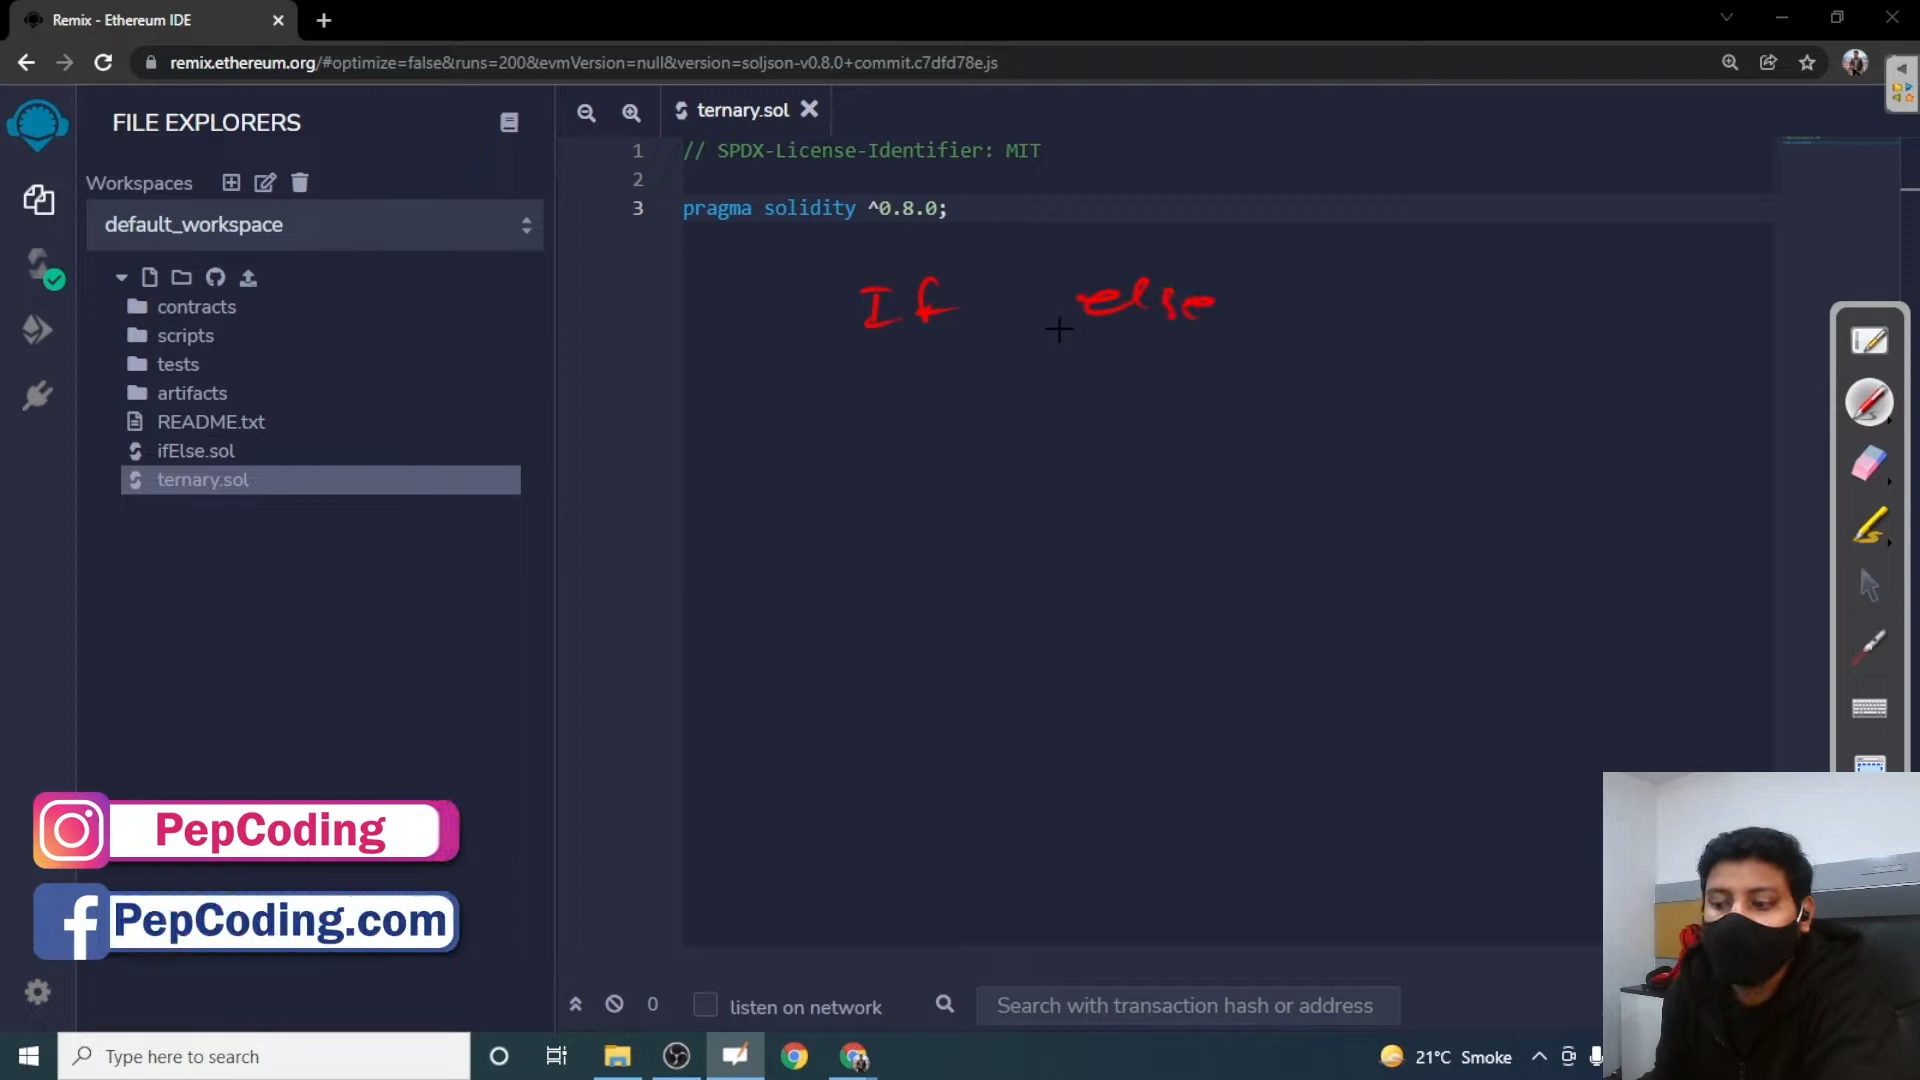 Remix - Ethereum IDE
remix.ethereum.org/#optimize=false&runs=200&evmVersion=null&version=soljson-v0.8.0+commit.c7dfd78e.js
FILE EXPLORERS
ternary.sol
Workspaces
default_workspace
contracts
scripts
tests
artifacts
README.txt
ifElse.sol
ternary.sol
1 // SPDX-License-Identifier: MIT
2
3 pragma solidity ^0.8.0;
If else
PepCoding
PepCoding.com
0 listen on network Search with transaction hash or address
Type here to search
21°C Smoke